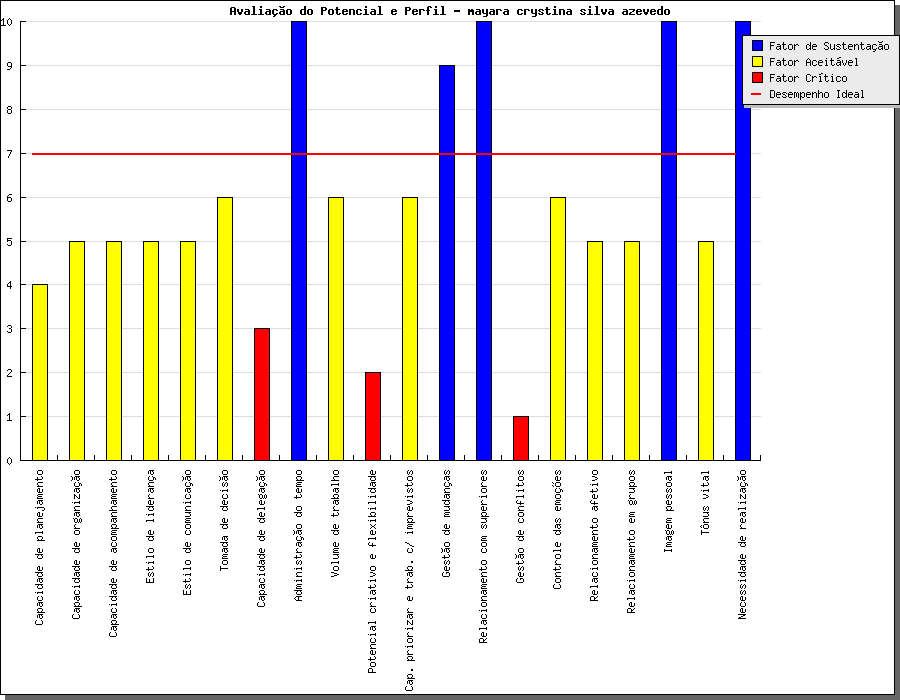 Avaliação do Potencial e Perfil - mayara crystina silva azevedo
Fator de Sustentação
Fator Aceitável
Fator Crítico
Desempenho Ideal
10
9
8
7
6
5
4
3
2
1
0
Capacidade de planejamento
Capacidade de organização
Capacidade de acompanhamento
Estilo de liderança
Estilo de comunicação
Tomada de decisão
Capacidade de delegação
Administração do tempo
Volume de trabalho
Potencial criativo e flexibilidade
Cap. priorizar e trab. c/ imprevistos
Gestão de mudanças
Relacionamento com superiores
Gestão de conflitos
Controle das emoções
Relacionamento afetivo
Relacionamento em grupos
Imagem pessoal
Tônus vital
Necessidade de realização